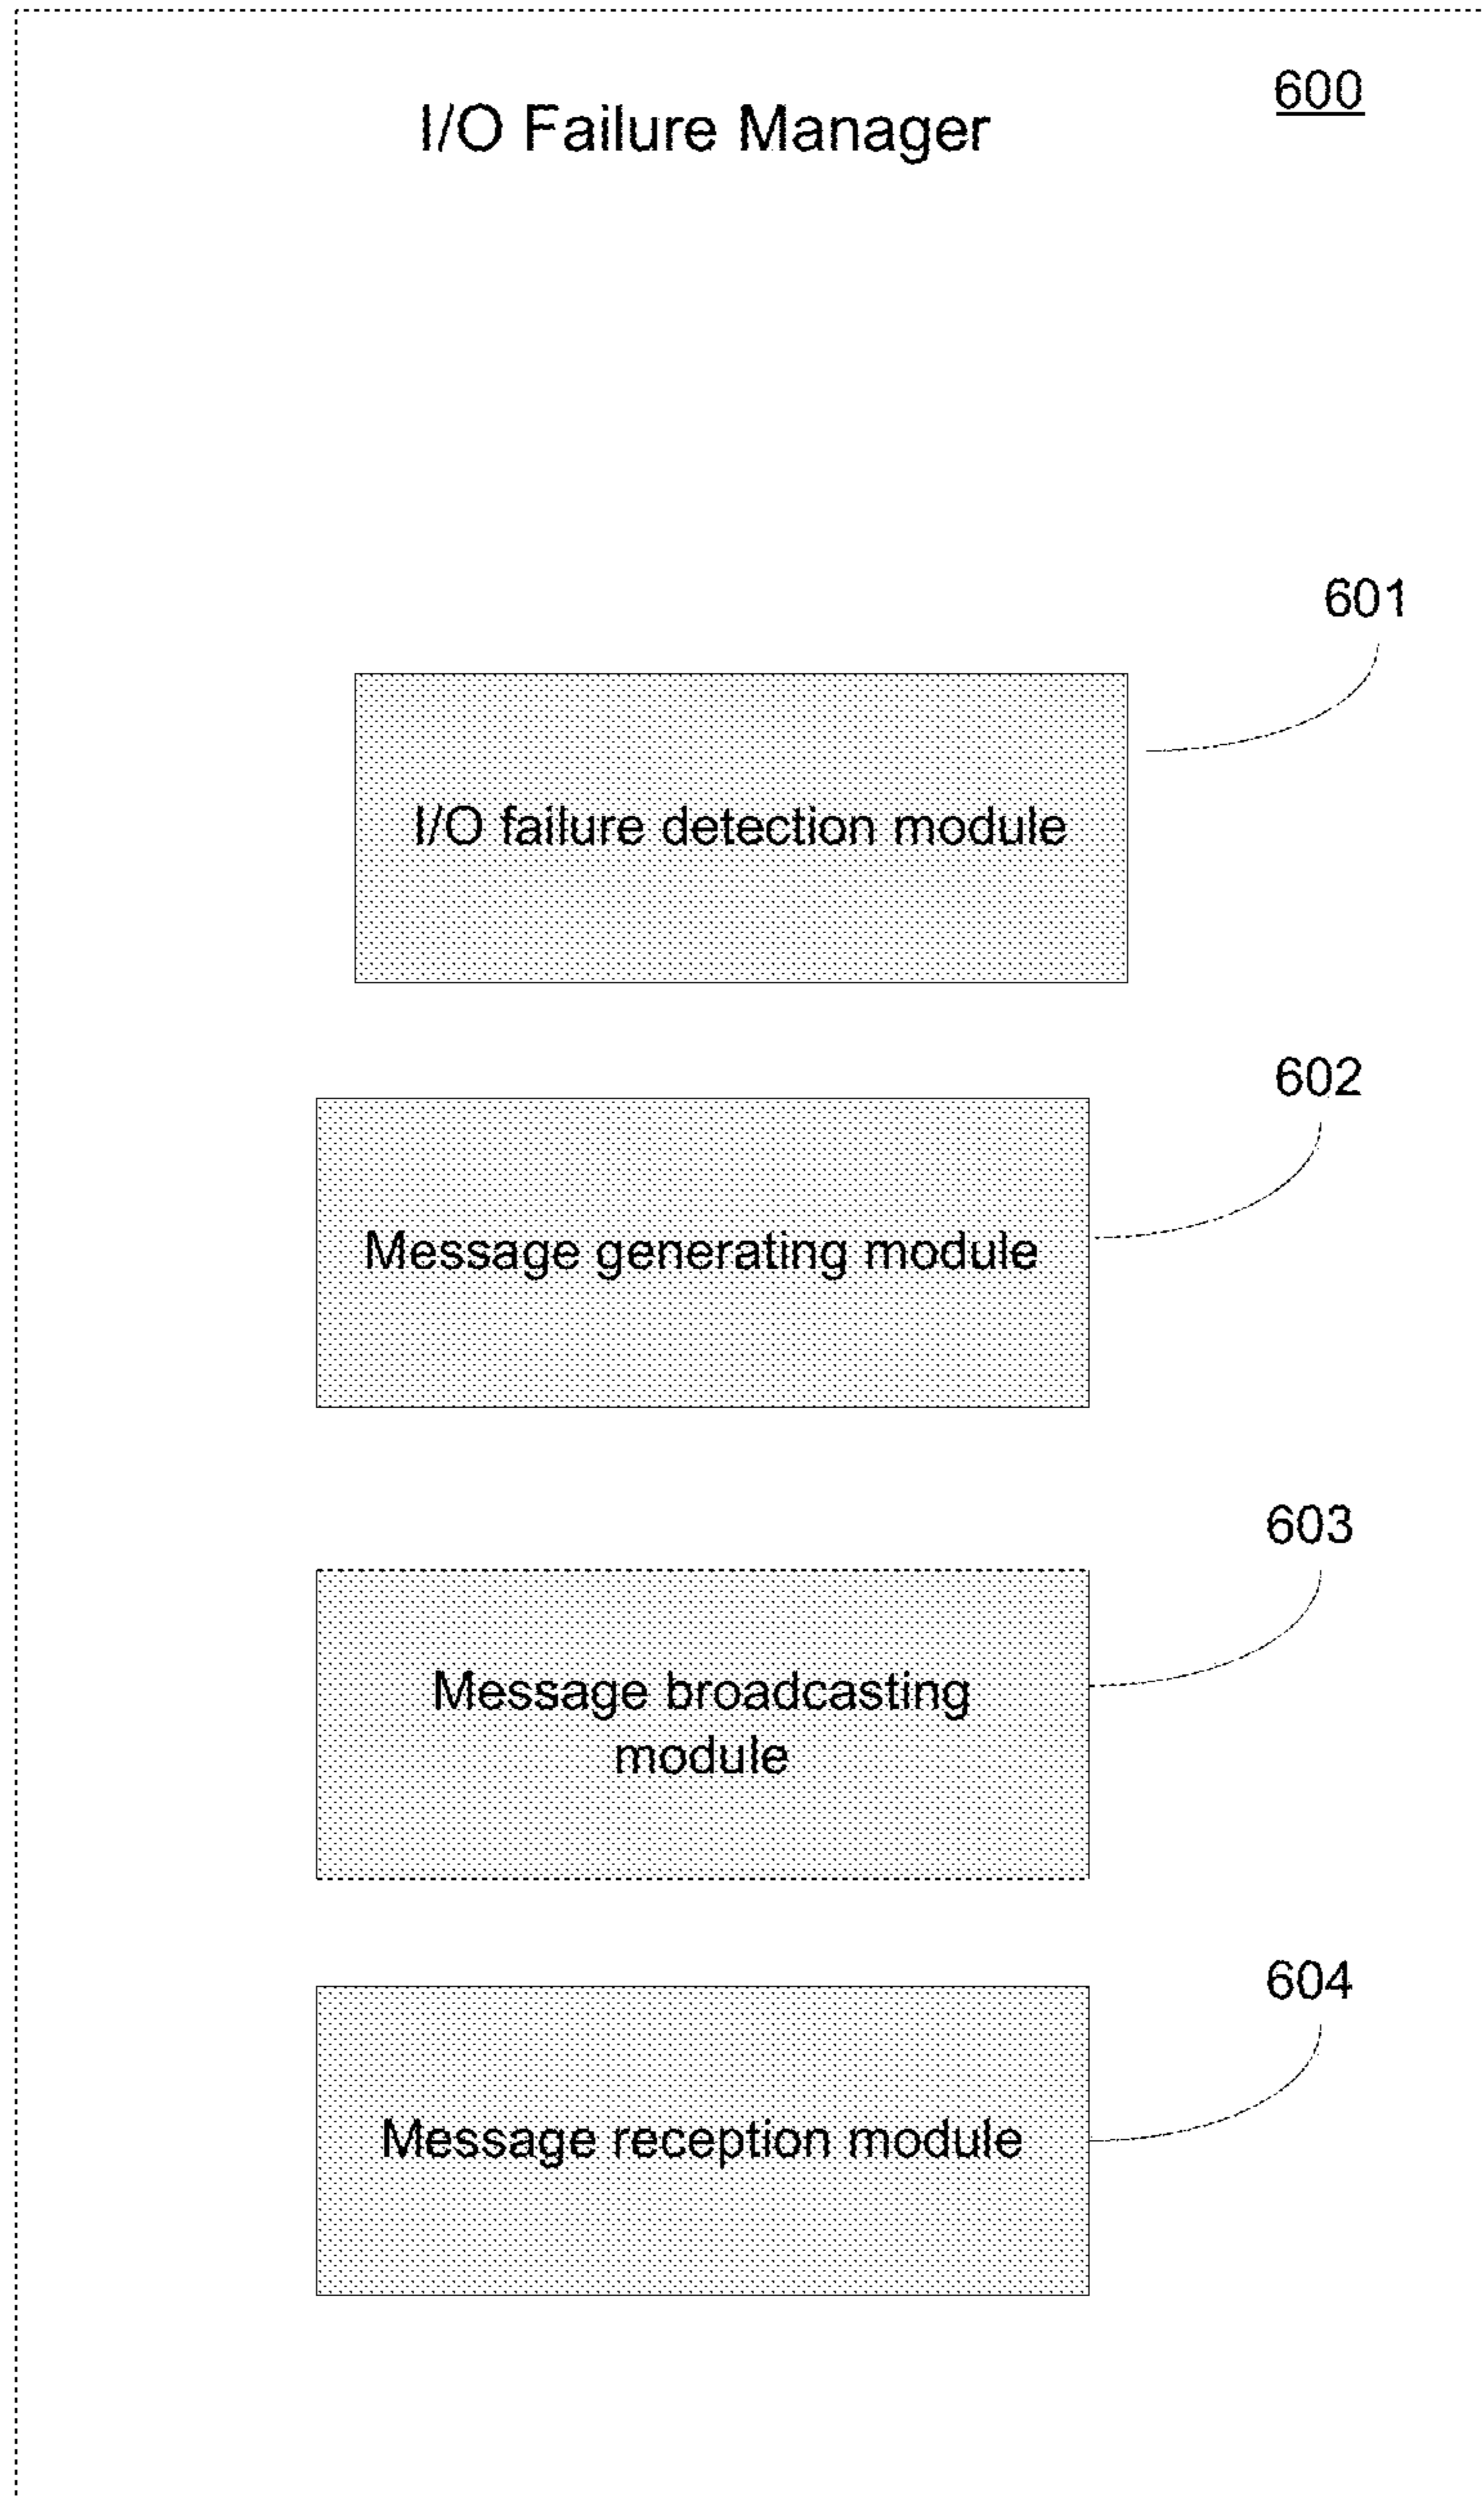 600
I/O Failure Manager
601
I/O failure detection module
602
Message generating module
603
Message broadcasting
module
604
Message reception module